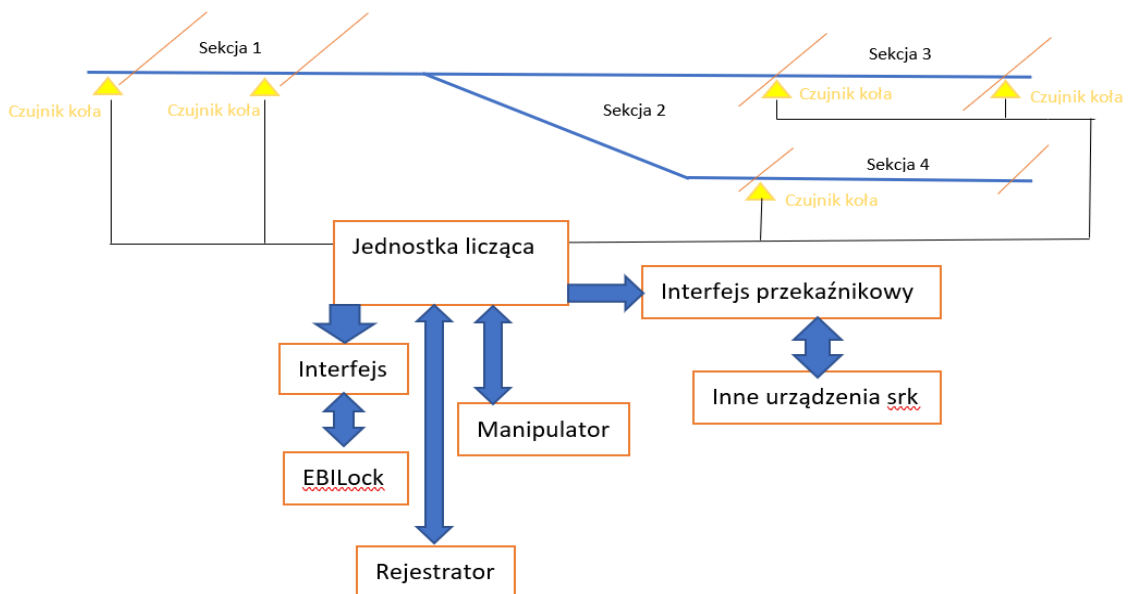 Sekcja 1
Sekcja 3
Czujnik koła
Czujnik koła
Czujnik koła
Czujnik koła
Sekcja 2
Sekcja 4
Czujnik koła
Jednostka licząca
Interfejs przekaźnikowy
Interfejs
Inne urządzenia srk
Manipulator
EBILock
Rejestrator